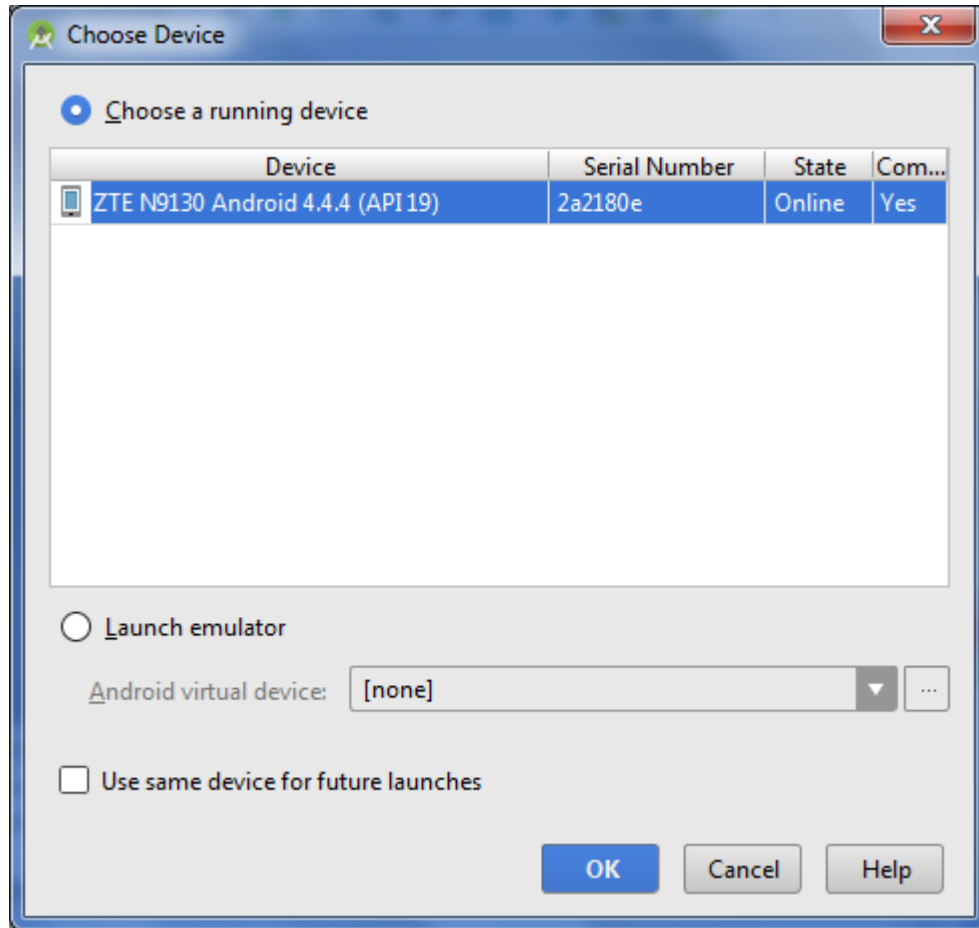 Choose Device
Choose a running device
Device Serial Number State Com...
ZTE N9130 Android 4.4.4 (API 19) 2a2180e Online Yes
Launch emulator
Android virtual device: [none] ...
Use same device for future launches
OK Cancel Help